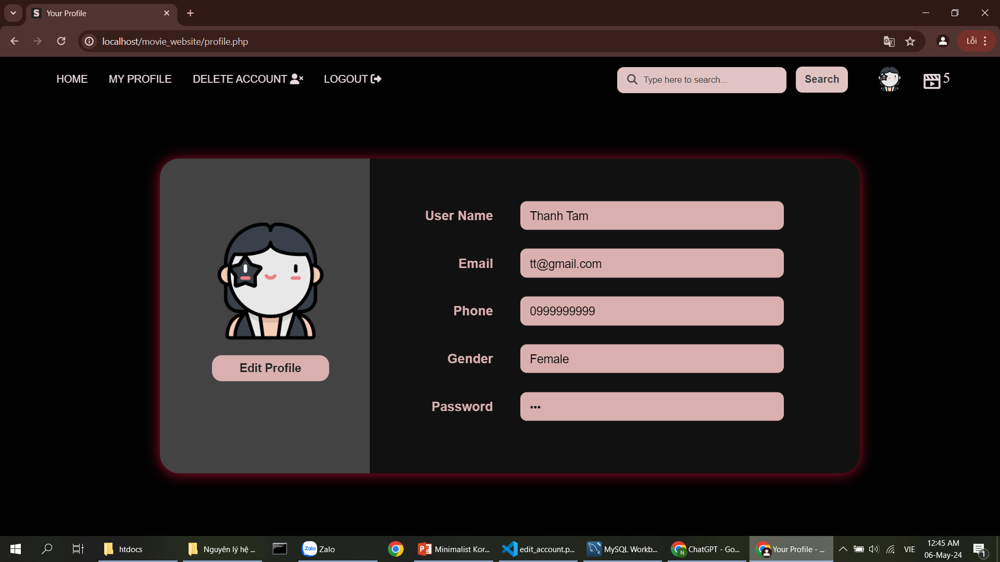 Your Profile
localhost/movie_website/profile.php
Lỗi
HOME MY PROFILE DELETE ACCOUNT LOGOUT
Type here to search...
Search
5
User Name Thanh Tam
Email tt@gmail.com
Phone 0999999999
Gender Female
Password •••
Edit Profile
htdocs
Nguyên lý hệ ...
Zalo
Zalo
Minimalist Kor...
edit_account.p...
MySQL Workb...
ChatGPT - Go...
Your Profile - ...
VIE
12:45 AM
06-May-24
1